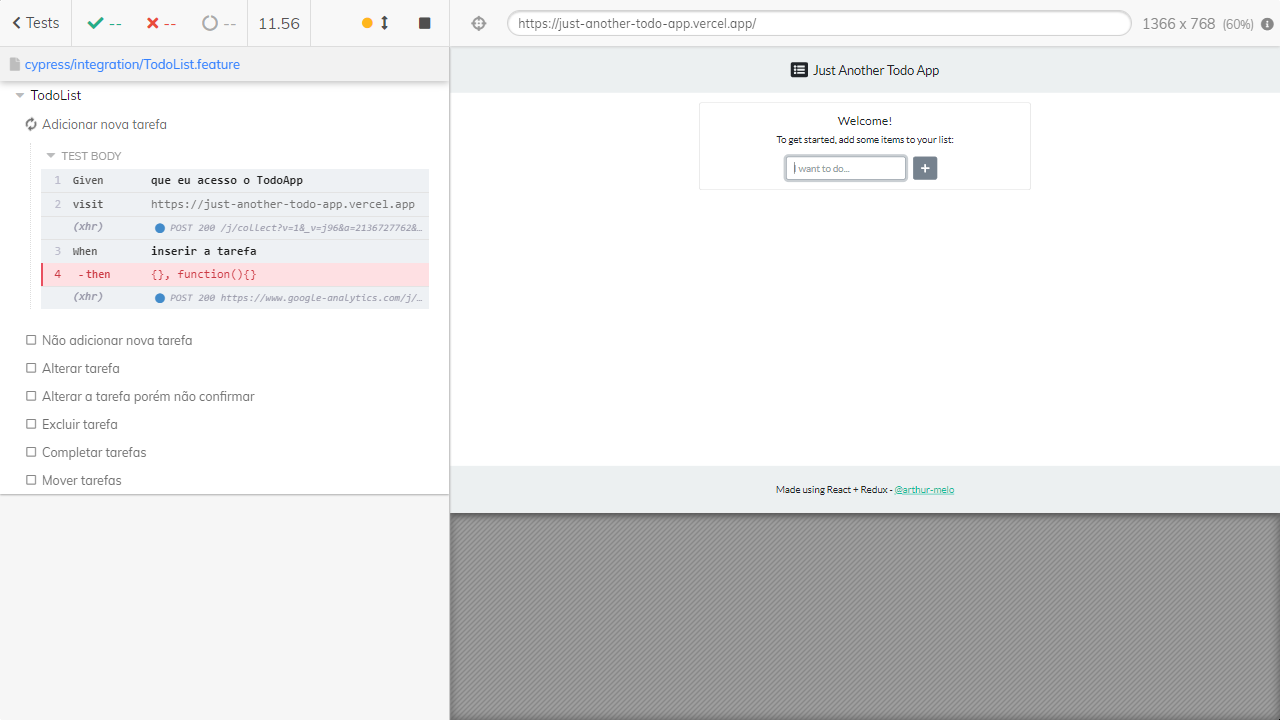 Tests -- -- -- 11.56
https://just-another-todo-app.vercel.app/ 1366 x 768 (60%)
cypress/integration/TodoList.feature
TodoList
Adicionar nova tarefa
TEST BODY
1 Given que eu acesso o TodoApp
2 visit https://just-another-todo-app.vercel.app
(xhr) POST 200 /j/collect?v=1&_v=j96&a=2136727762&…
3 When inserir a tarefa
4 -then {}, function(){}
(xhr) POST 200 https://www.google-analytics.com/j/…
Não adicionar nova tarefa
Alterar tarefa
Alterar a tarefa porém não confirmar
Excluir tarefa
Completar tarefas
Mover tarefas
Just Another Todo App
Welcome!
To get started, add some items to your list:
I want to do...
+
Made using React + Redux - @arthur-melo